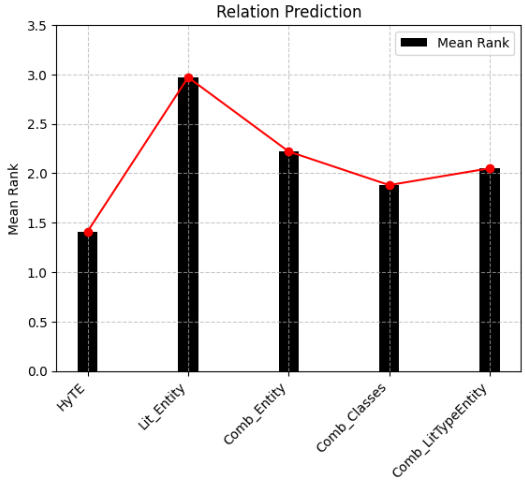 Relation Prediction
Mean Rank
Mean Rank
3.5
3.0
2.5
2.0
1.5
1.0
0.5
0.0
HyTE
Lit_Entity
Comb_Entity
Comb_Classes
Comb_LitTypeEntity